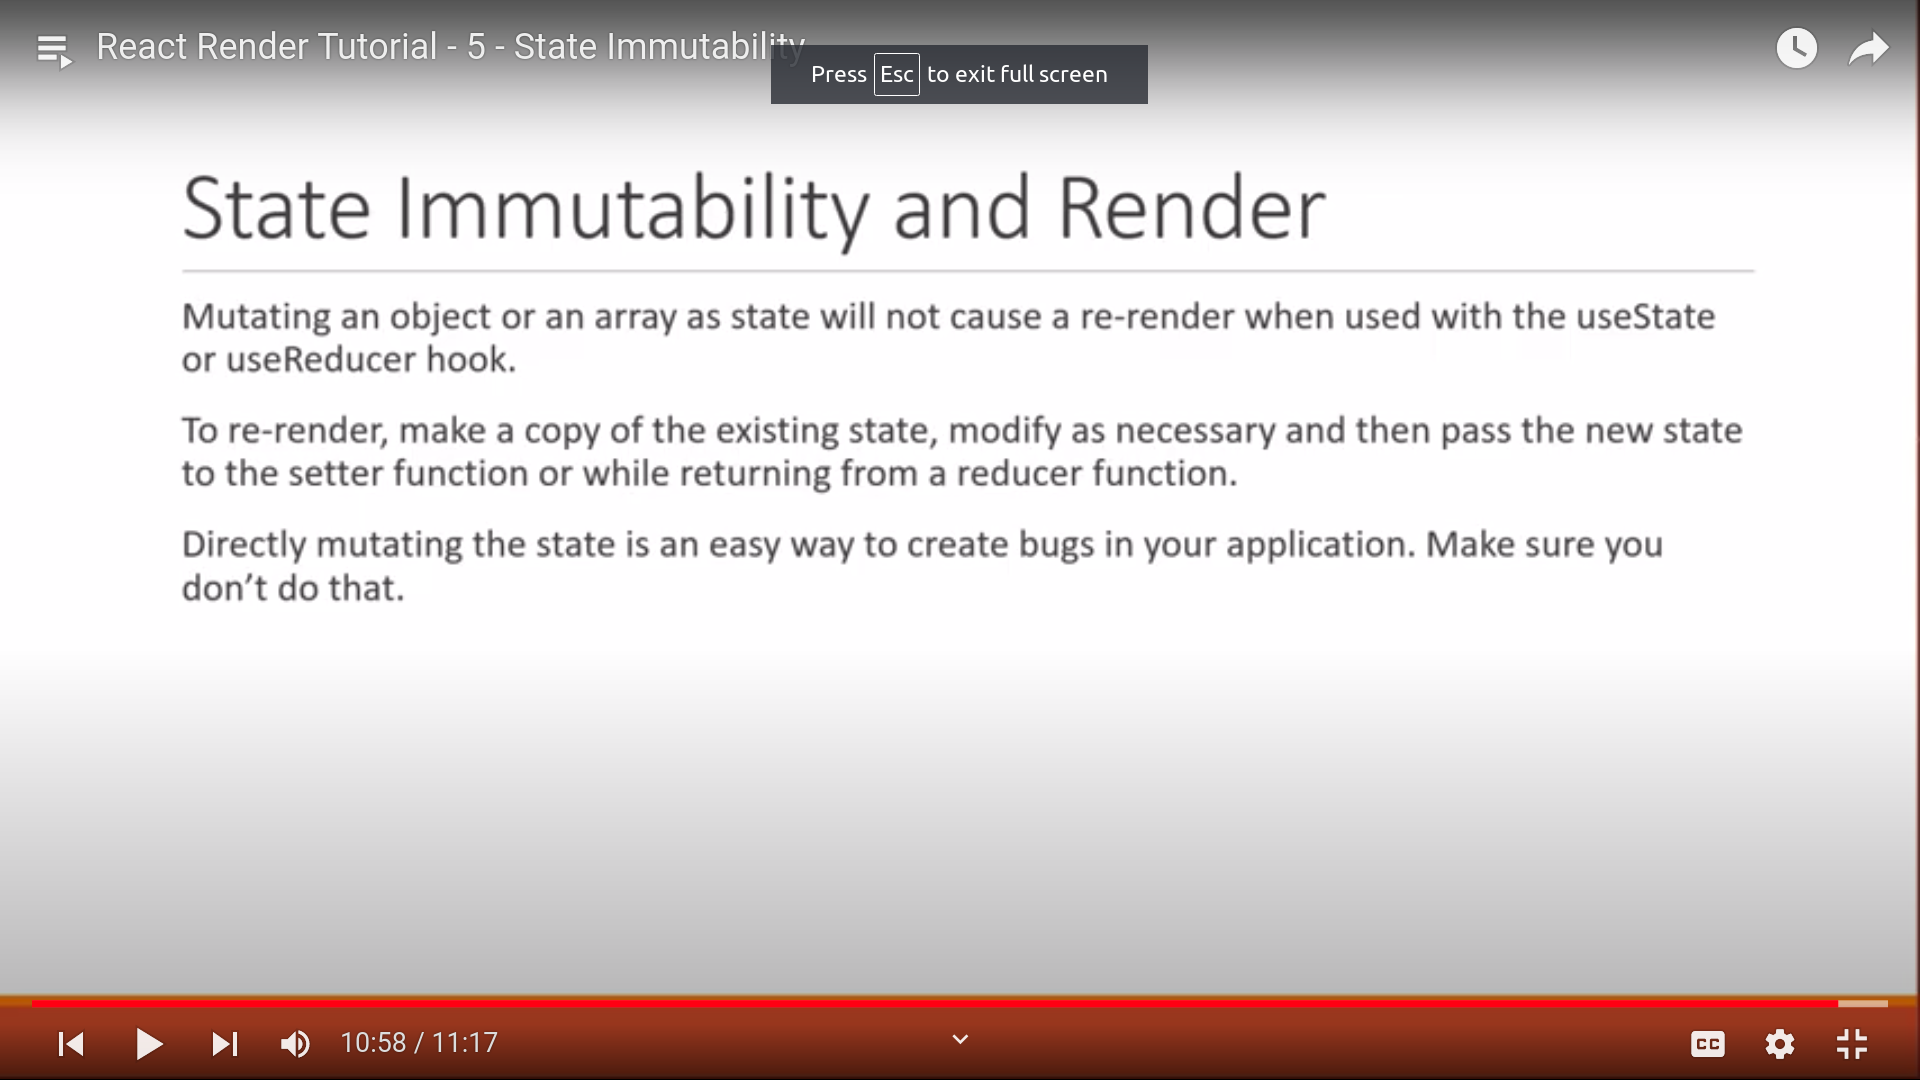 React Render Tutorial - 5 - State Immutability
Press Esc to exit full screen
State Immutability and Render
Mutating an object or an array as state will not cause a re-render when used with the useState
or useReducer hook.
To re-render, make a copy of the existing state, modify as necessary and then pass the new state
to the setter function or while returning from a reducer function.
Directly mutating the state is an easy way to create bugs in your application. Make sure you
don’t do that.
10:58 / 11:17
CC